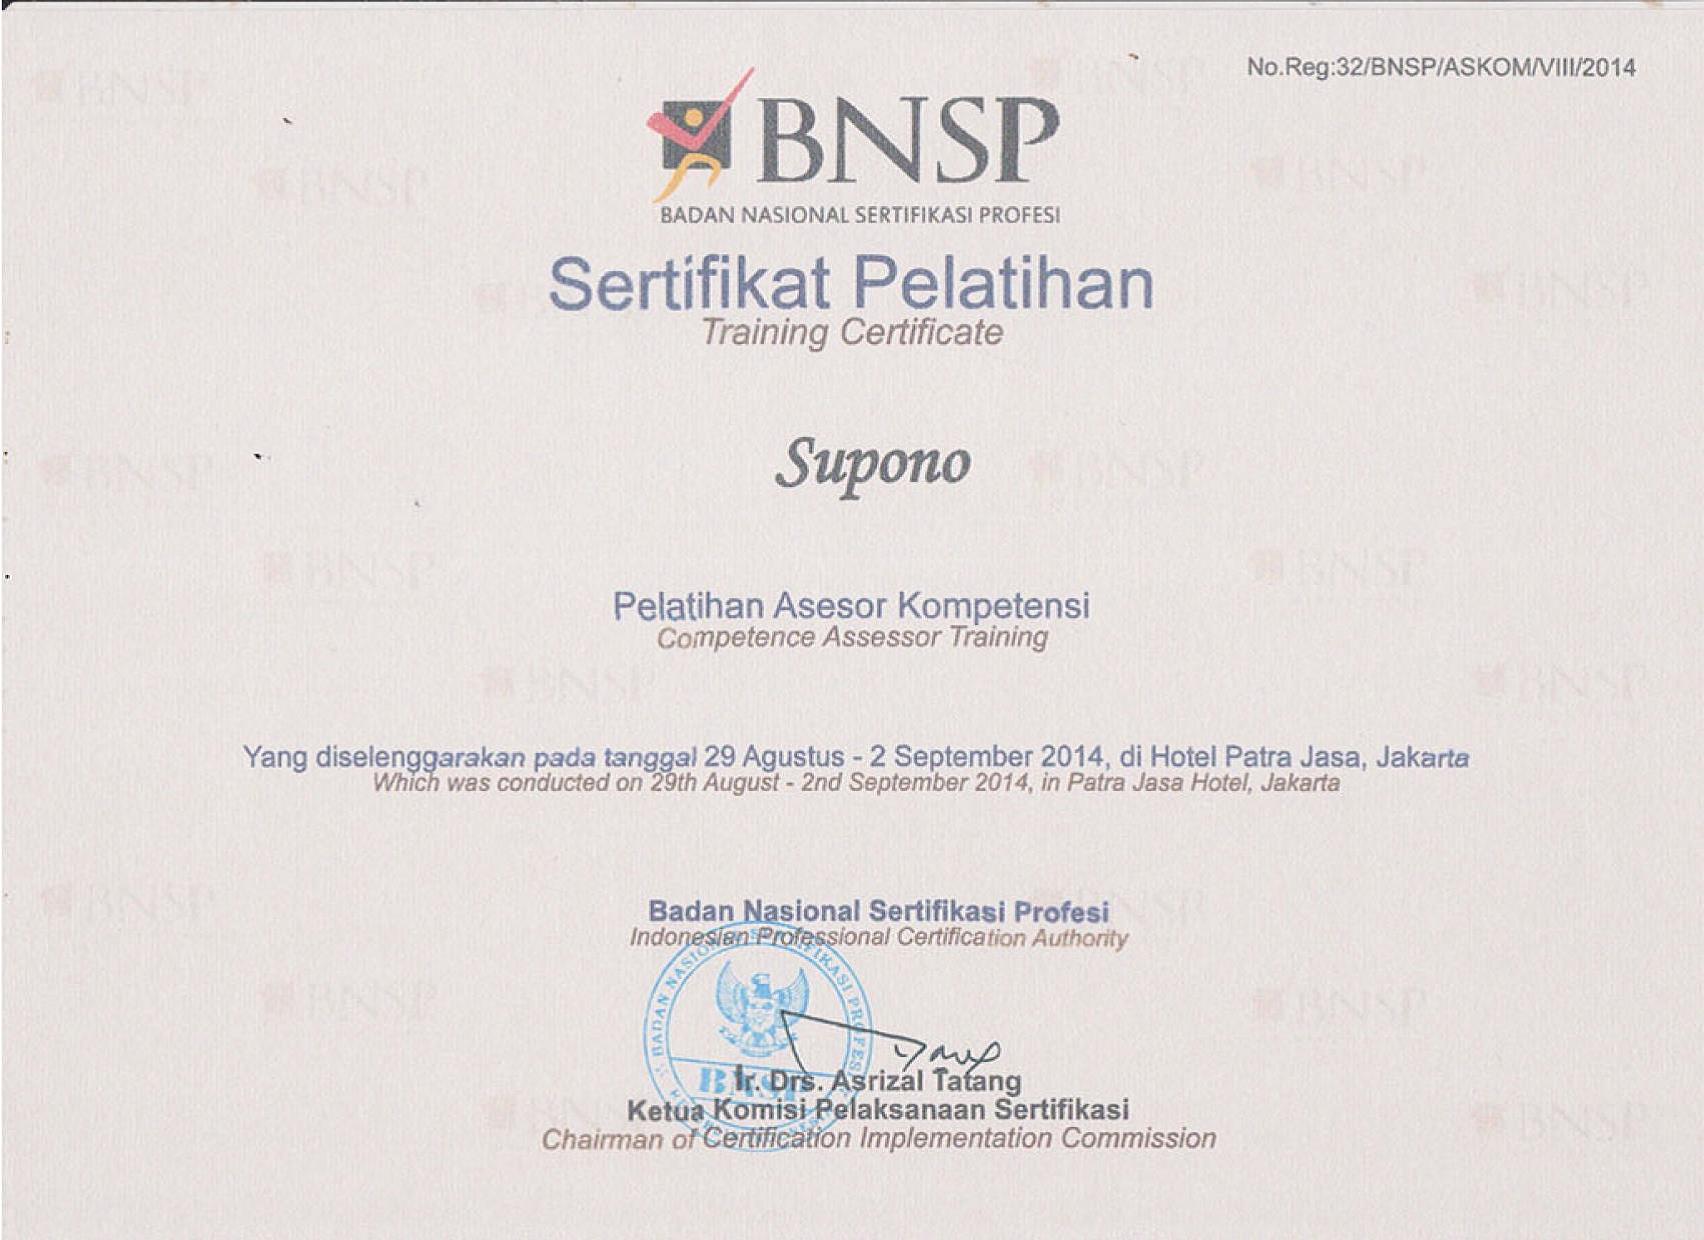 No.Reg:32/BNSP/ASKOM/VIII/2014
BNSP
BADAN NASIONAL SERTIFIKASI PROFESI
Sertifikat Pelatihan
Training Certificate
Supono
Pelatihan Asesor Kompetensi
Competence Assessor Training
Yang diselenggarakan pada tanggal 29 Agustus - 2 September 2014, di Hotel Patra Jasa, Jakarta
Which was conducted on 29th August - 2nd September 2014, in Patra Jasa Hotel, Jakarta
Badan Nasional Sertifikasi Profesi
Indonesian Professional Certification Authority
BADAN NASIONAL SERTIFIKASI PROFESI
BNSP
Ir. Drs. Asrizal Tatang
Ketua Komisi Pelaksanaan Sertifikasi
Chairman of Certification Implementation Commission